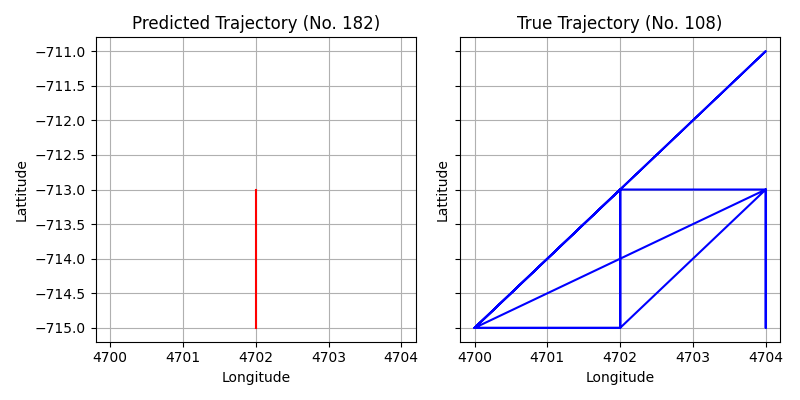 Predicted Trajectory (No. 182)
True Trajectory (No. 108)
−711.0
−711.5
−712.0
−712.5
−713.0
−713.5
−714.0
−714.5
−715.0
Lattitude
Lattitude
4700 4701 4702 4703 4704
4700 4701 4702 4703 4704
Longitude
Longitude